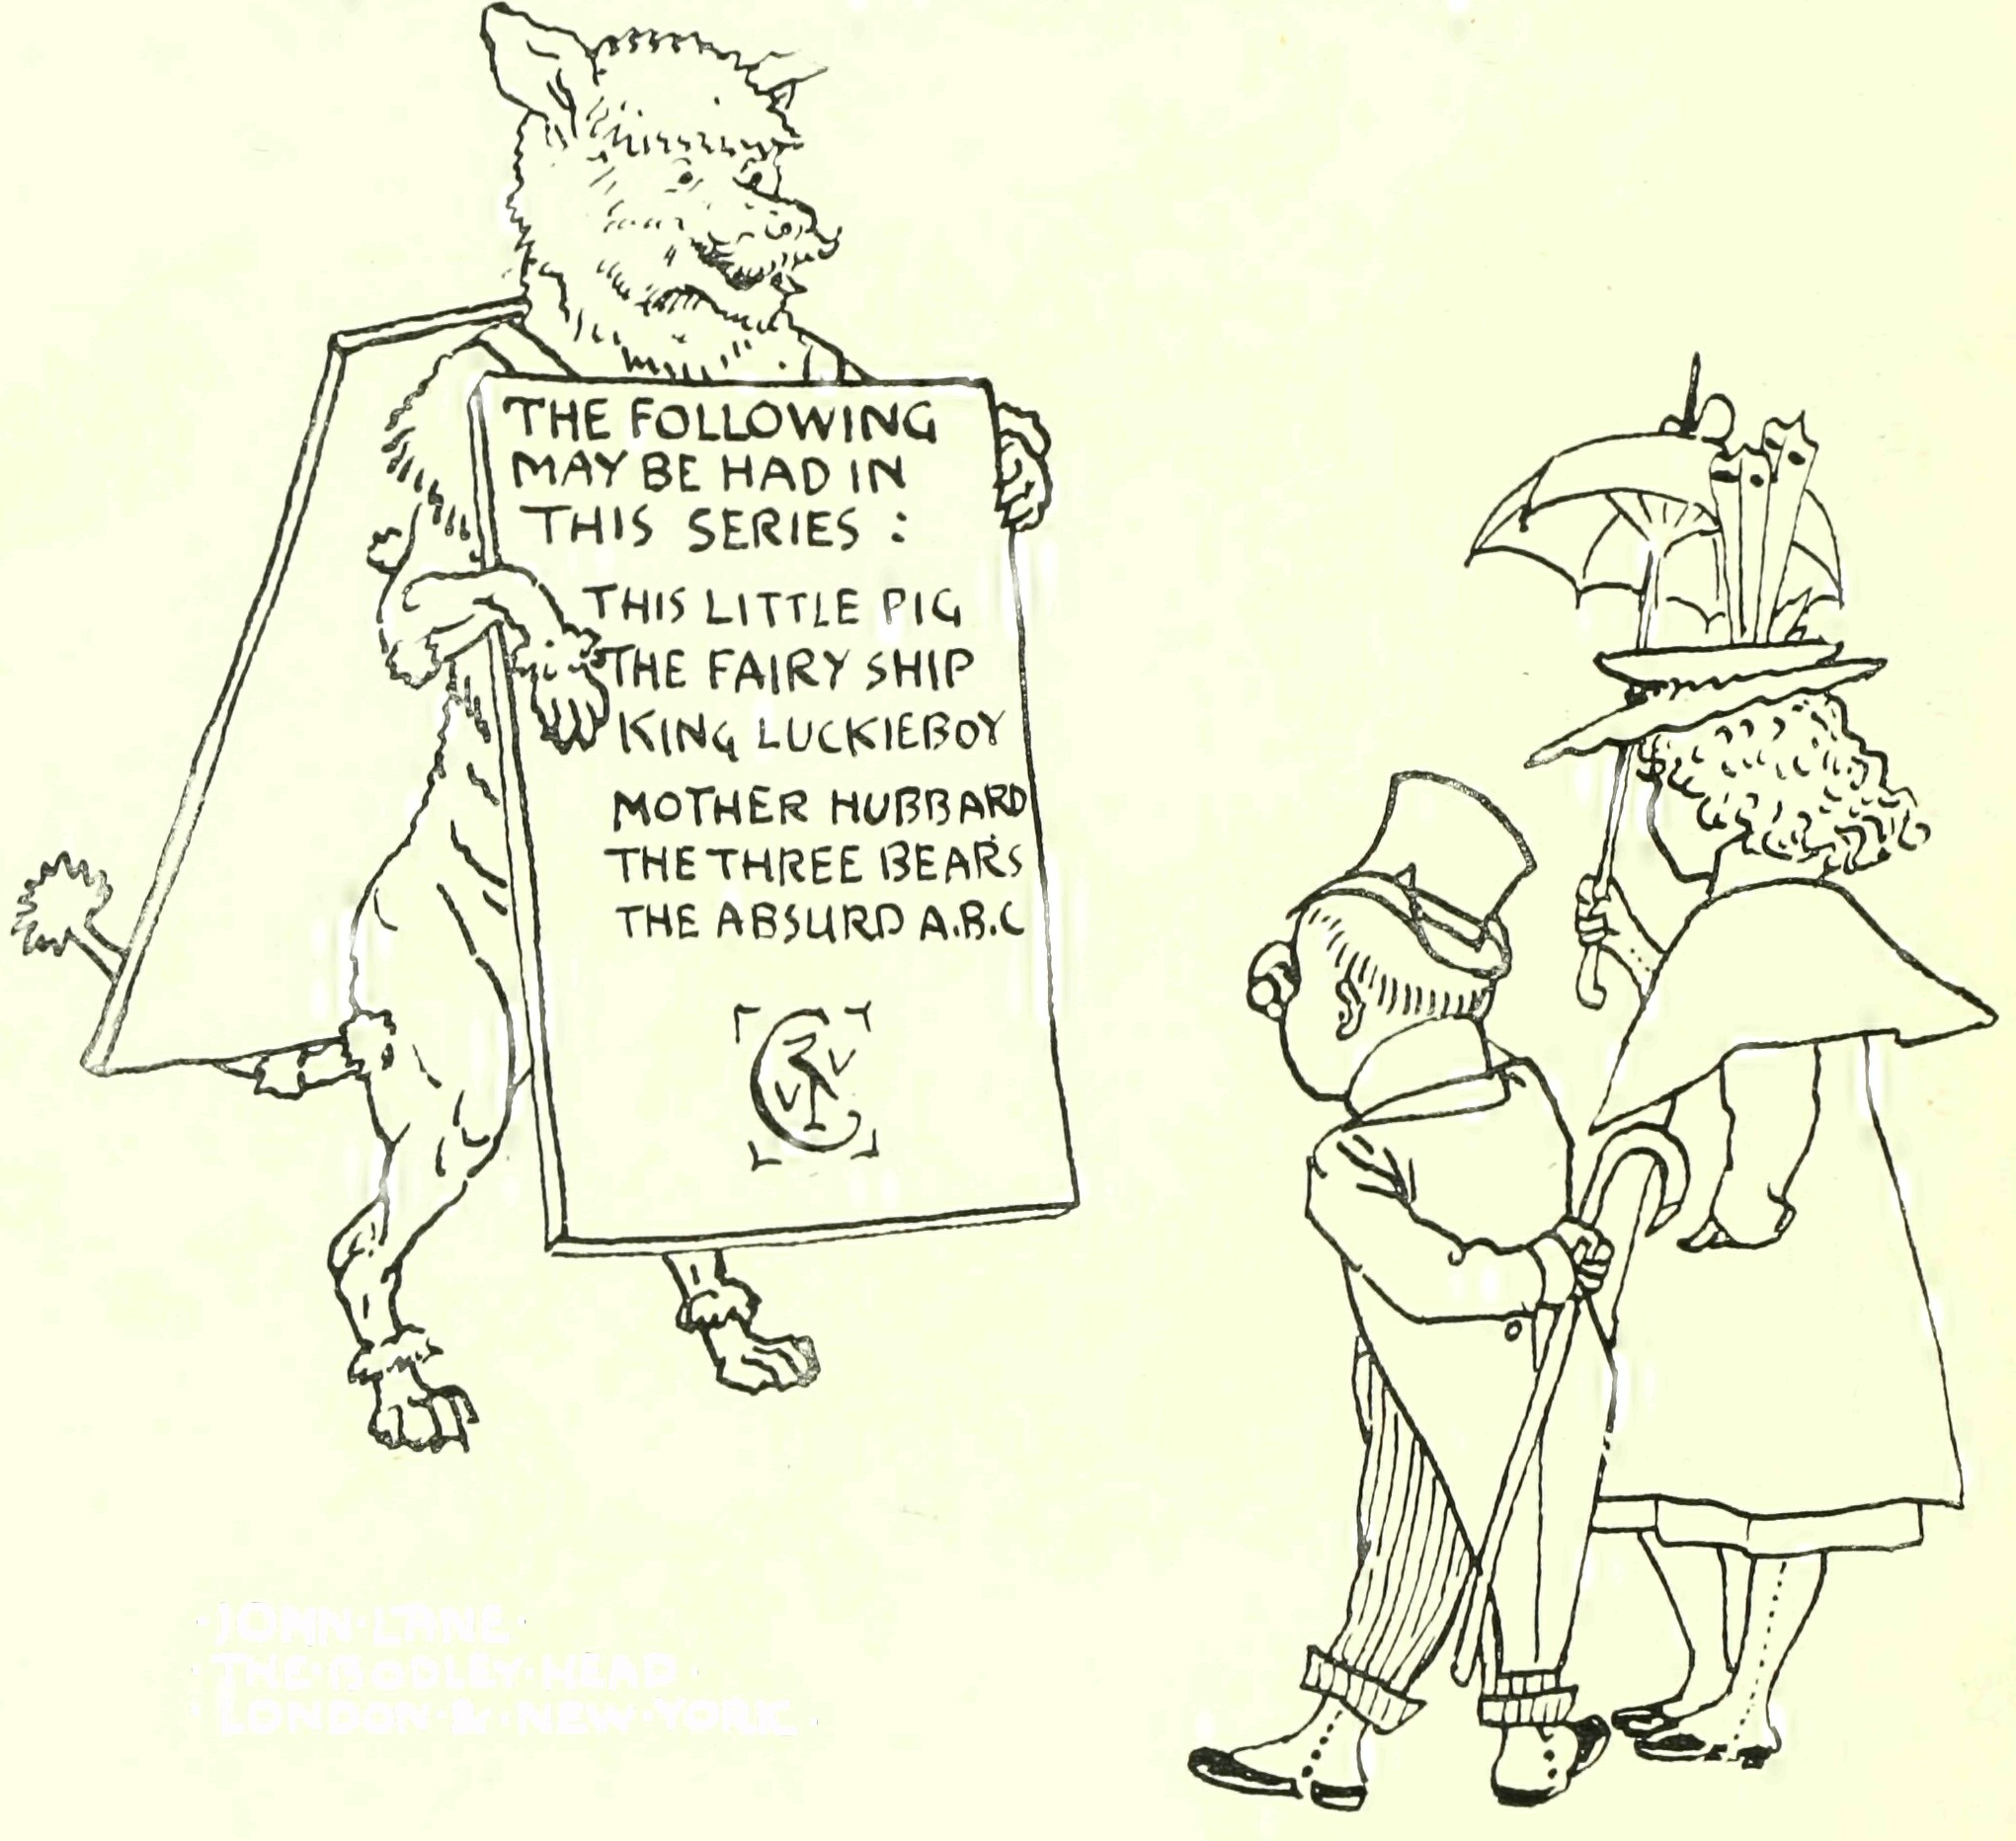 THE FOLLOWING
MAY BE HAD IN
THIS SERIES :
THIS LITTLE PIG
THE FAIRY SHIP
KING LUCKIEBOY
MOTHER HUBBARD
THE THREE BEARS
THE ABSURD A.B.C
·JOHN·LANE·
·THE·BODLEY·HEAD·
·LONDON·&·NEW·YORK·